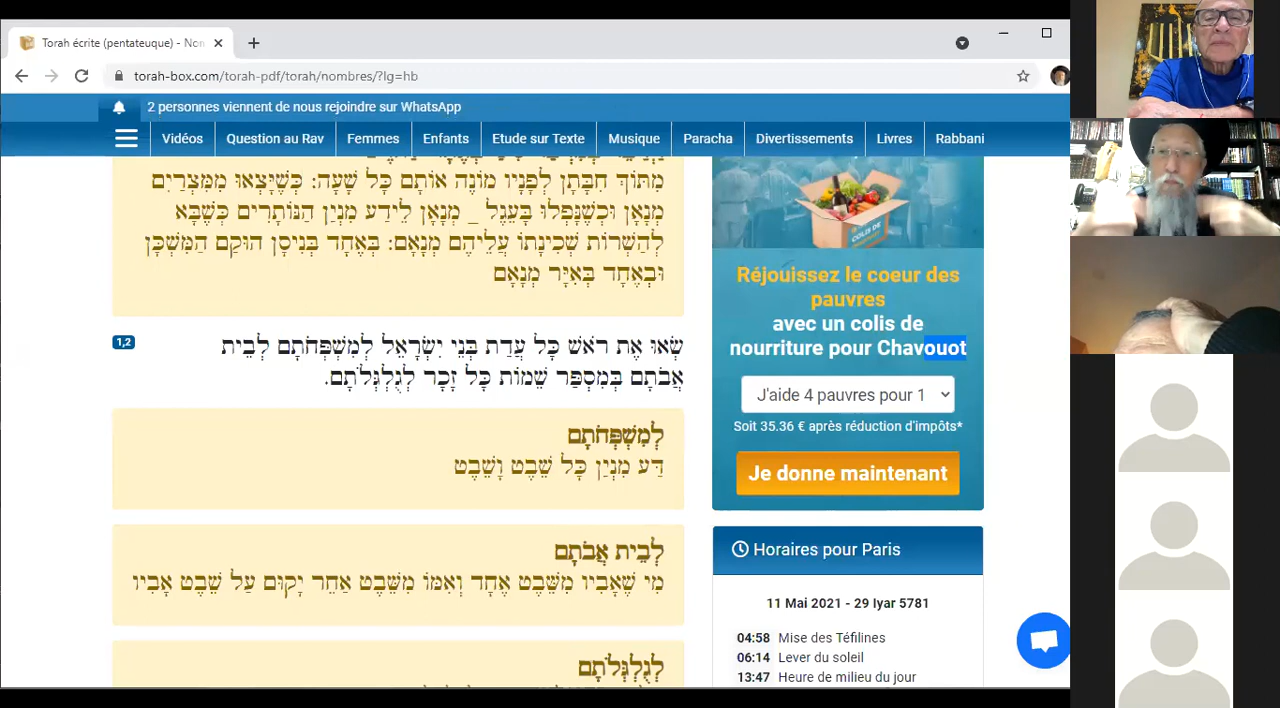 Torah écrite (pentateuque) - Non
torah-box.com/torah-pdf/torah/nombres/?lg=hb
2 personnes viennent de nous rejoindre sur WhatsApp
Vidéos Question au Rav Femmes Enfants Etude sur Texte Musique Paracha Divertissements Livres Rabbani
מִתּוֹךְ חִבָּתָן לְפָנָיו מוֹנֶה אוֹתָם כָּל שָׁעָה: כְּשֶׁיָּצְאוּ מִמִּצְרַיִם
מְנָאָן וּכְשֶׁנָּפְלוּ בָּעֵגֶל _ מְנָאָן לֵידַע מִנְיַן הַנּוֹתָרִים כְּשֶׁבָּא
לְהַשְׁרוֹת שְׁכִינָתוֹ עֲלֵיהֶם מְנָאָם: בְּאֶחָד בְּנִיסָן הוּקַם הַמִּשְׁכָּן
וּבְאֶחָד בְּאִיָּר מְנָאָם
1,2
שְׂאוּ אֶת רֹאשׁ כָּל עֲדַת בְּנֵי יִשְׂרָאֵל לְמִשְׁפְּחֹתָם לְבֵית
אֲבֹתָם בְּמִסְפַּר שֵׁמוֹת כָּל זָכָר לְגֻלְגְּלֹתָם.
לְמִשְׁפְּחֹתָם
דַּע מִנְיַן כָּל שֵׁבֶט וָשֵׁבֶט
לְבֵית אֲבֹתָם
מִי שֶׁאָבִיו מִשֵּׁבֶט אֶחָד וְאִמּוֹ מִשֵּׁבֶט אַחֵר יָקוּם עַל שֵׁבֶט אָבִיו
לְגֻלְגְּלֹתָם
COLIS DE
Réjouissez le coeur des
pauvres
avec un colis de
nourriture pour Chavouot
J'aide 4 pauvres pour 1
Soit 35.36 € après réduction d'impôts*
Je donne maintenant
Horaires pour Paris
11 Mai 2021 - 29 Iyar 5781
04:58 Mise des Téfilines
06:14 Lever du soleil
13:47 Heure de milieu du jour